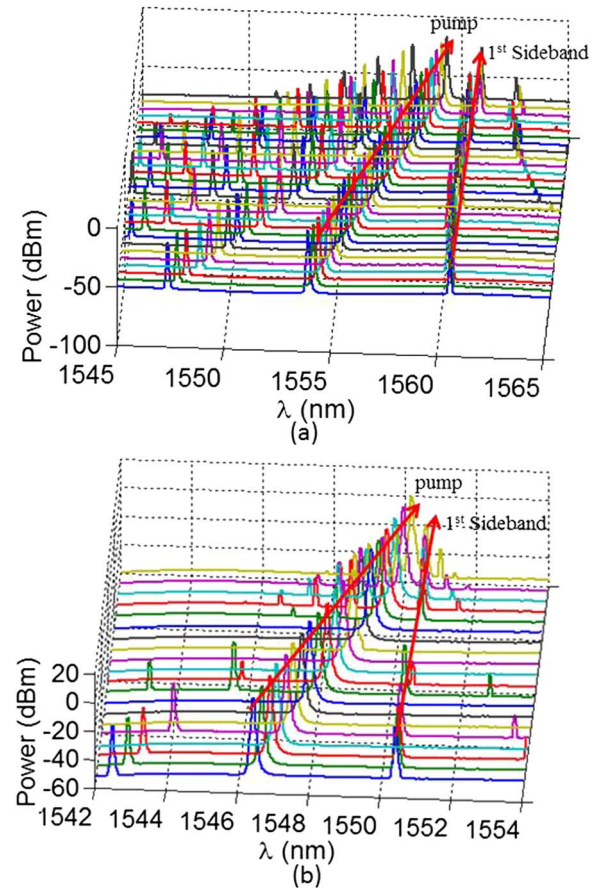 pump
1st Sideband
0
-50
-100
Power (dBm)
1545 1550 1555 1560 1565
λ (nm)
(a)
pump
1st Sideband
20
0
-20
-40
-60
Power (dBm)
1542 1544 1546 1548 1550 1552 1554
λ (nm)
(b)